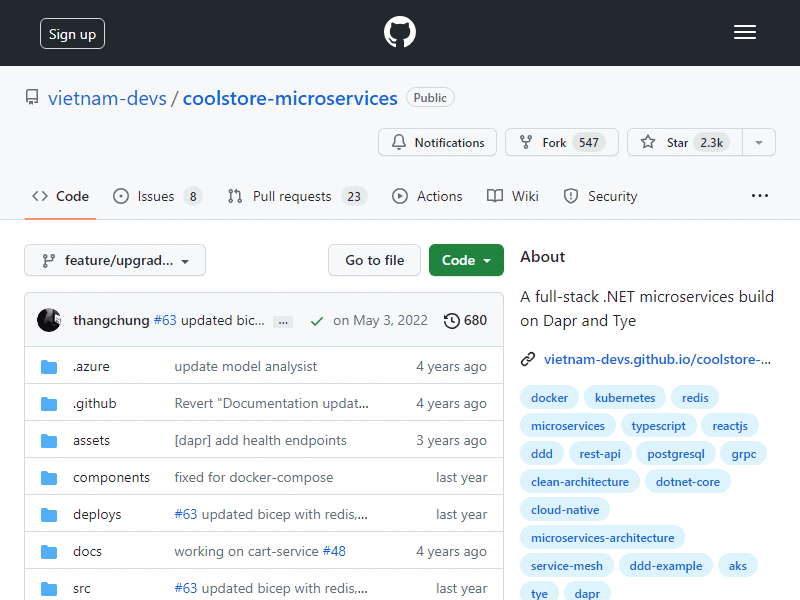 Sign up
vietnam-devs / coolstore-microservices Public
Notifications Fork 547 Star 2.3k
Code Issues 8 Pull requests 23 Actions Wiki Security ...
feature/upgrad... Go to file Code
thangchung #63 updated bic... ... on May 3, 2022 680
.azure update model analysist 4 years ago
.github Revert "Documentation updat... 4 years ago
assets [dapr] add health endpoints 3 years ago
components fixed for docker-compose last year
deploys #63 updated bicep with redis,... last year
docs working on cart-service #48 4 years ago
src #63 updated bicep with redis,... last year
About
A full-stack .NET microservices build
on Dapr and Tye
vietnam-devs.github.io/coolstore-...
docker kubernetes redis
microservices typescript reactjs
ddd rest-api postgresql grpc
clean-architecture dotnet-core
cloud-native
microservices-architecture
service-mesh ddd-example aks
tye dapr